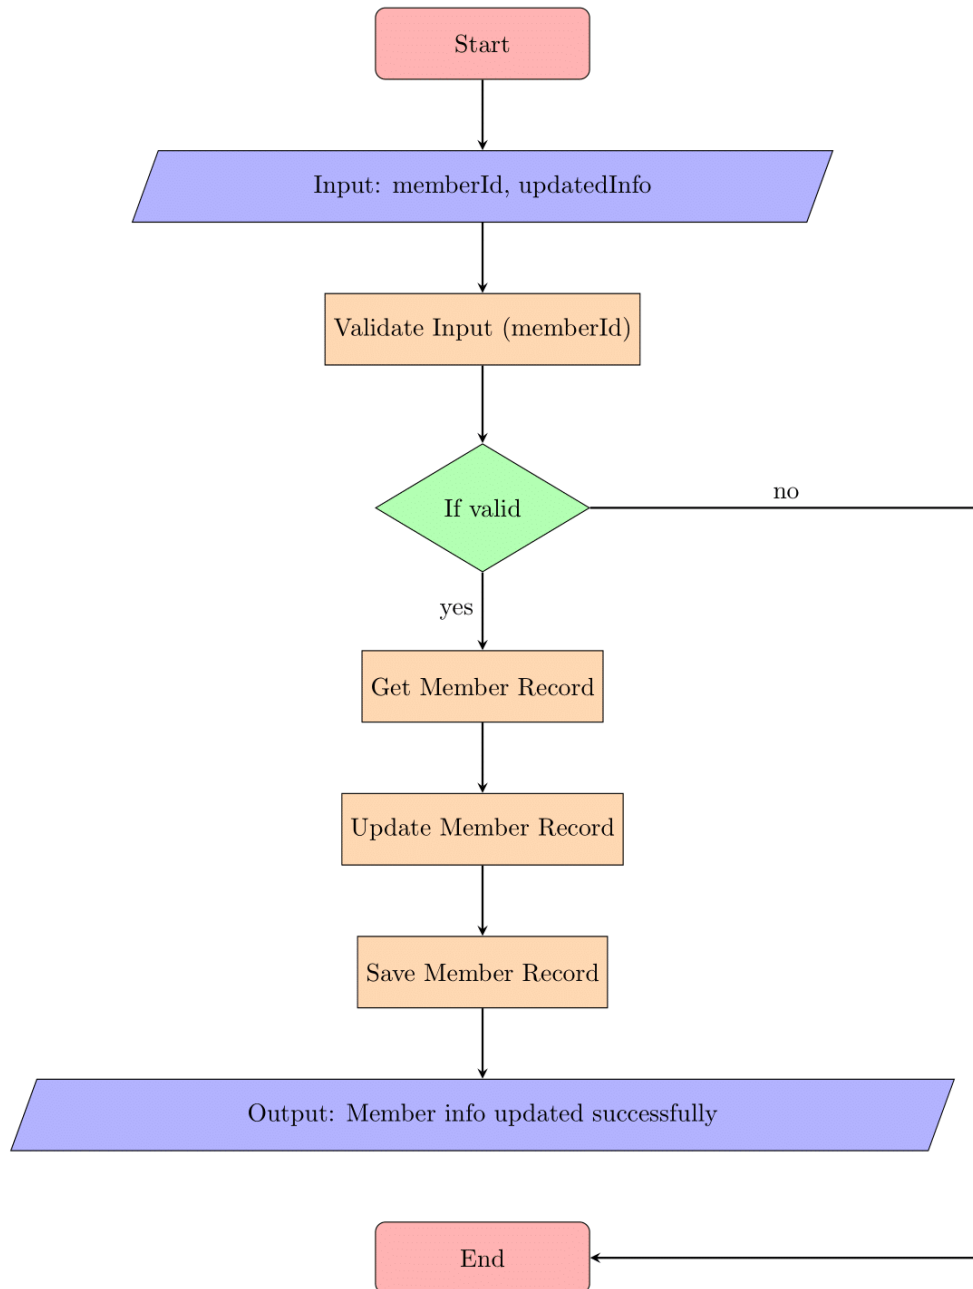 Start
Input: memberId, updatedInfo
Validate Input (memberId)
If valid
no
yes
Get Member Record
Update Member Record
Save Member Record
Output: Member info updated successfully
End